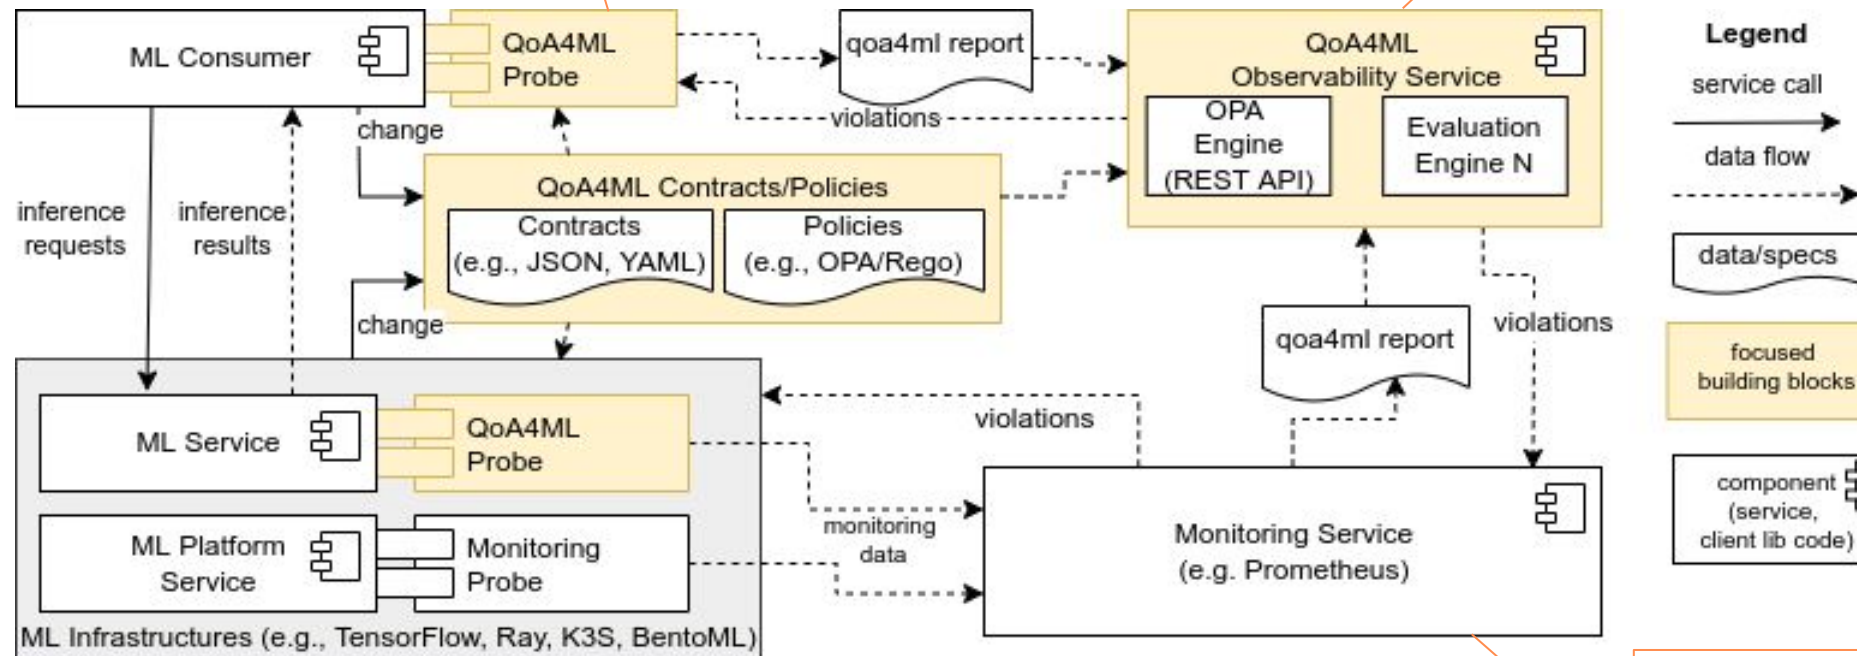 ML Consumer
QoA4ML
Probe
qoa4ml report
QoA4ML
Observability Service
OPA
Engine
(REST API)
Evaluation
Engine N
violations
change
QoA4ML Contracts/Policies
Contracts
(e.g., JSON, YAML)
Policies
(e.g., OPA/Rego)
inference
requests
inference
results
change
qoa4ml report
violations
violations
ML Service
QoA4ML
Probe
ML Platform
Service
Monitoring
Probe
ML Infrastructures (e.g., TensorFlow, Ray, K3S, BentoML)
monitoring
data
Monitoring Service
(e.g. Prometheus)
Legend
service call
data flow
data/specs
focused
building blocks
component
(service,
client lib code)